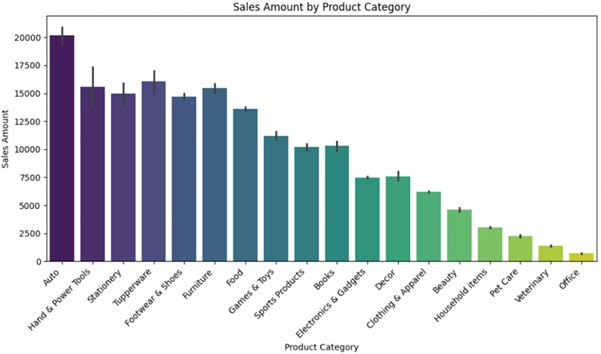 Sales Amount by Product Category
Sales Amount
20000
17500
15000
12500
10000
7500
5000
2500
0
Auto
Hand & Power Tools
Stationery
Tupperware
Footwear & Shoes
Furniture
Food
Games & Toys
Sports Products
Books
Electronics & Gadgets
Decor
Clothing & Apparel
Beauty
Household items
Pet Care
Veterinary
Office
Product Category